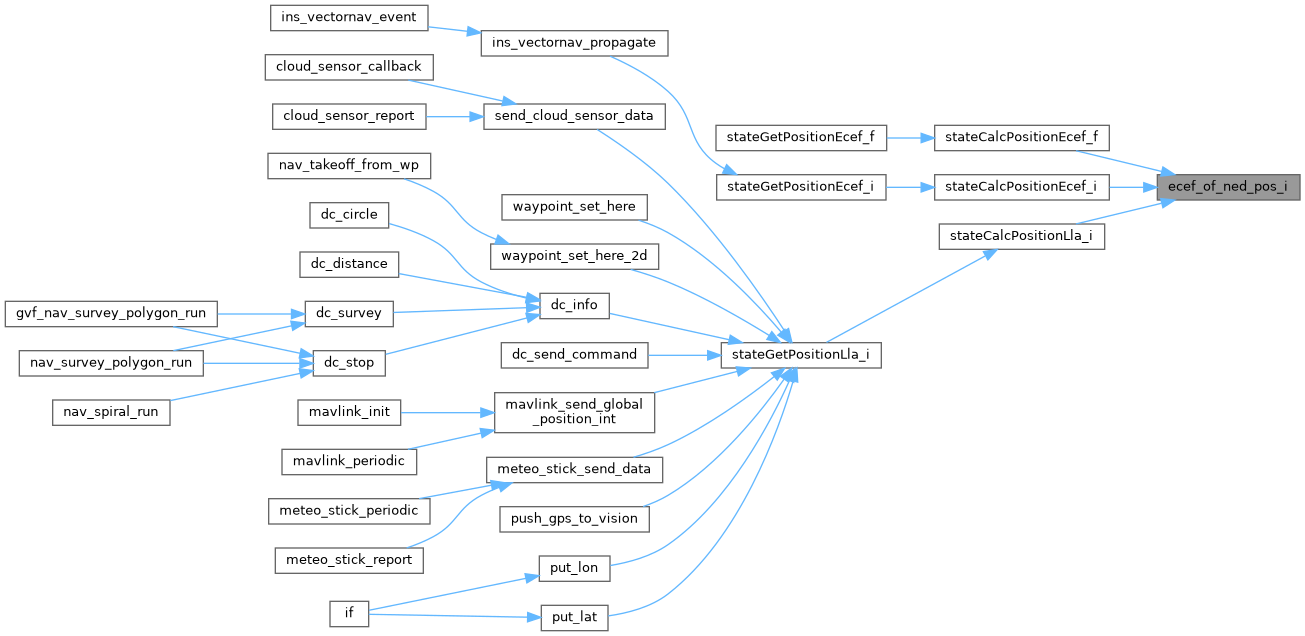 ins_vectornav_event
ins_vectornav_propagate
cloud_sensor_callback
cloud_sensor_report
send_cloud_sensor_data
stateGetPositionEcef_f
stateCalcPositionEcef_f
nav_takeoff_from_wp
stateGetPositionEcef_i
stateCalcPositionEcef_i
ecef_of_ned_pos_i
dc_circle
waypoint_set_here
stateCalcPositionLla_i
dc_distance
waypoint_set_here_2d
gvf_nav_survey_polygon_run
dc_survey
dc_info
nav_survey_polygon_run
dc_stop
dc_send_command
stateGetPositionLla_i
nav_spiral_run
mavlink_init
mavlink_send_global
_position_int
mavlink_periodic
meteo_stick_send_data
meteo_stick_periodic
push_gps_to_vision
meteo_stick_report
put_lon
if
put_lat